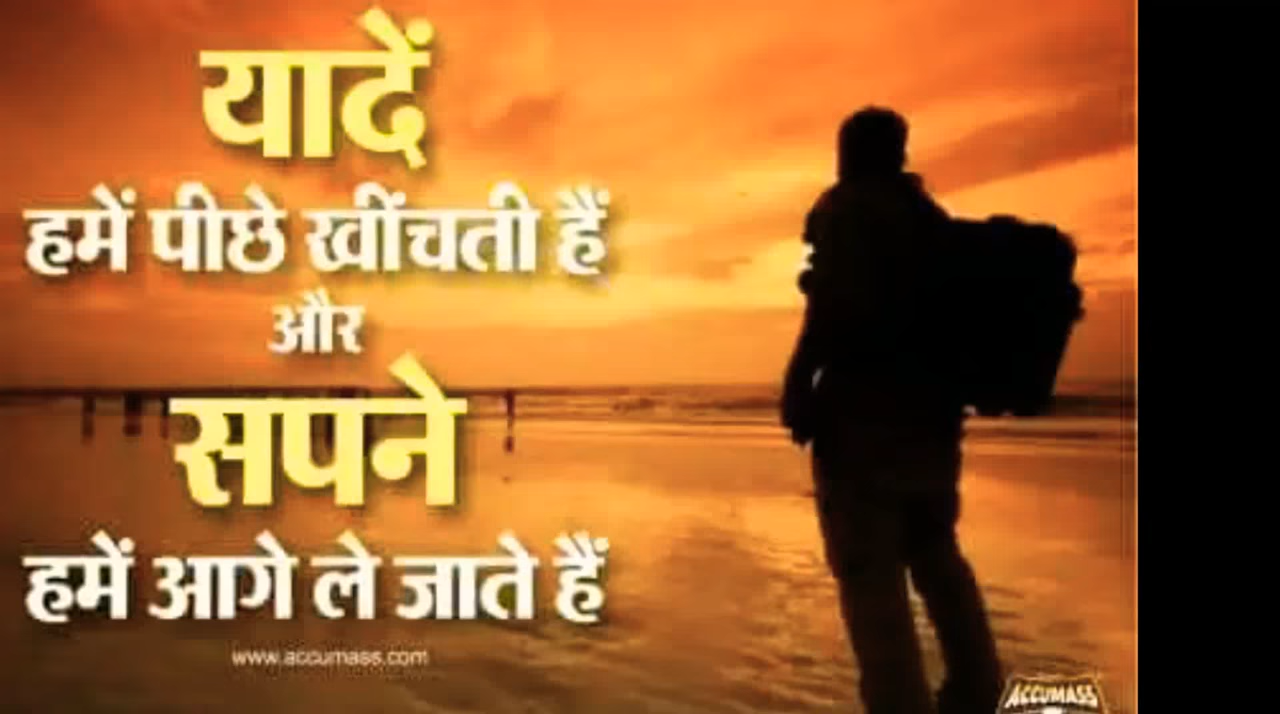 यादें
हमें पीछे खींचती हैं
और
सपने
हमें आगे ले जाते हैं
www.accumass.com
ACCUMASS